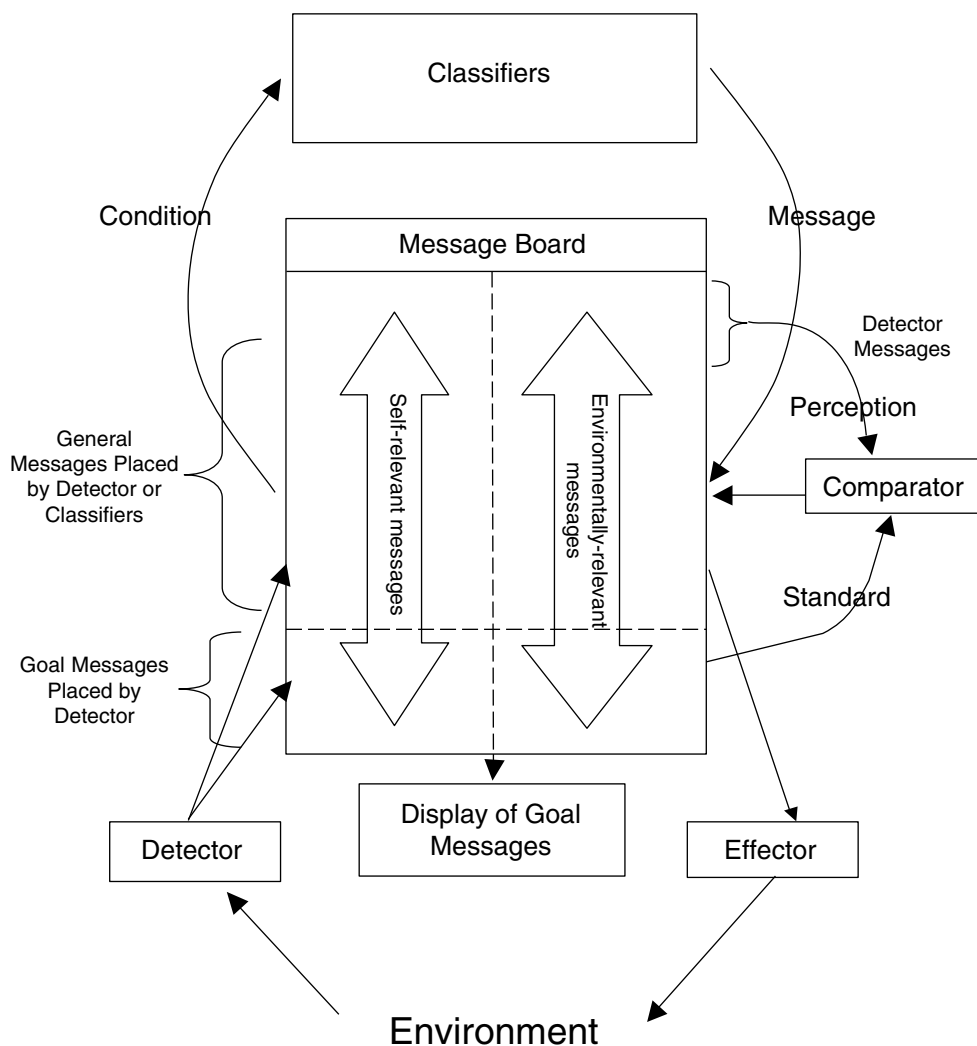 Classifiers
Condition
Message
Message Board
Detector
Messages
Perception
Self-relevant messages
Environmentally-relevant
messages
General
Messages Placed
by Detector or
Classifiers
Comparator
Standard
Goal Messages
Placed by
Detector
Display of Goal
Messages
Detector
Effector
Environment